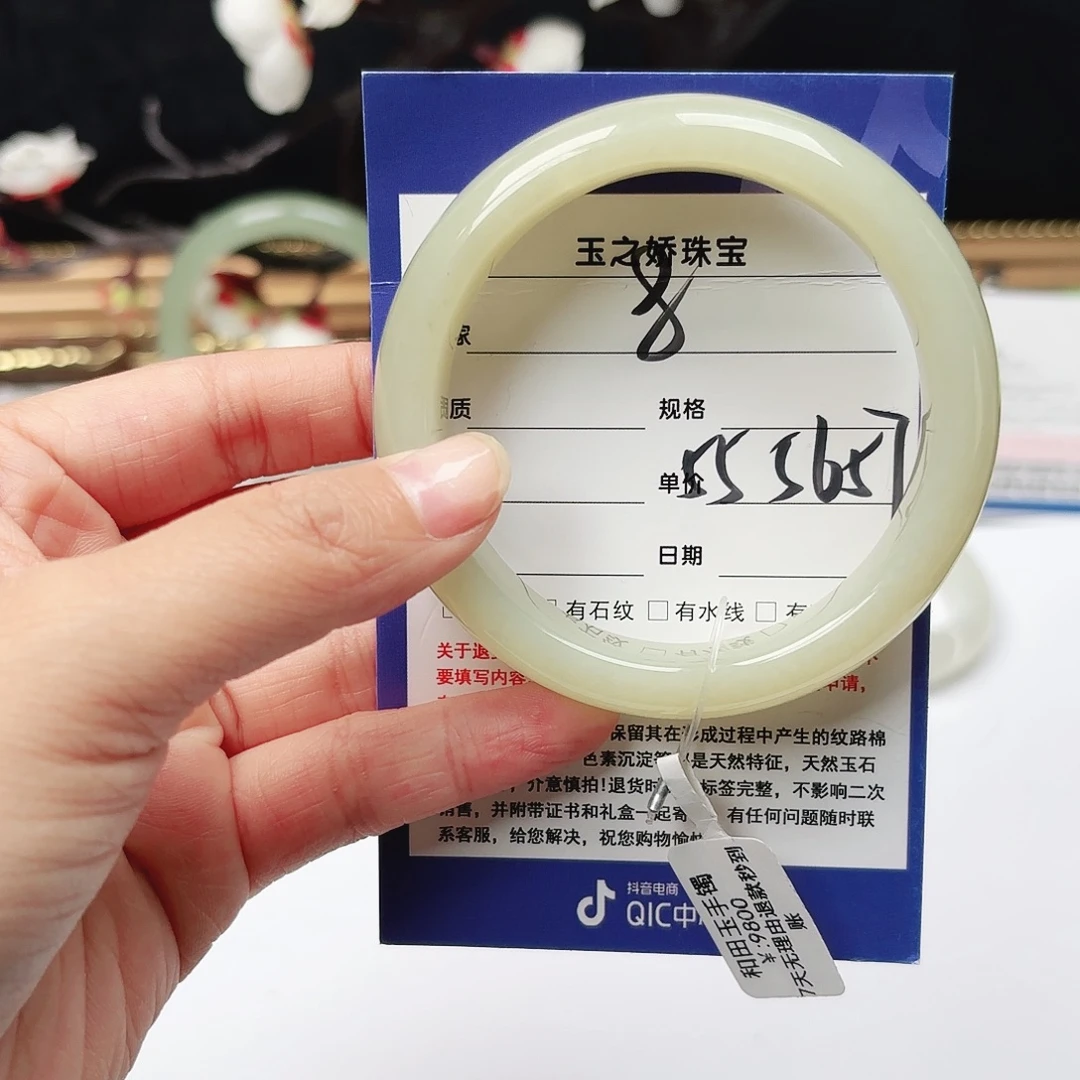 玉之娇珠宝
8
家
质 规格
单价 55 56 57
日期
有石纹 □有水线 □有
关于退
要填写内容 申请,
保留其在形成过程中产生的纹路棉
色素沉淀等 是天然特征，天然玉石
，介意慎拍!退货时 标签完整，不影响二次
销售，并附带证书和礼盒一起寄 有任何问题随时联
系客服，给您解决，祝您购物愉
抖音电商
QIC中
和田玉手镯
¥:9800
7天无理由退款秒到
账